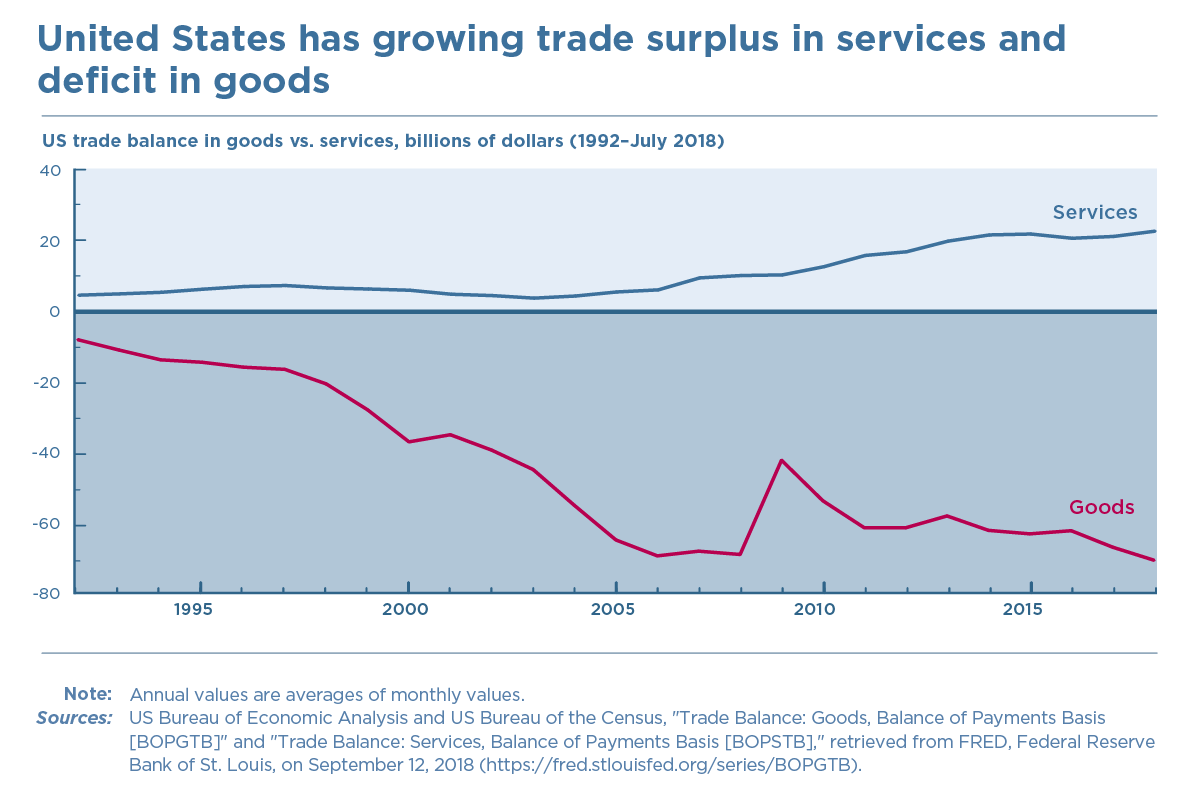 United States has growing trade surplus in services and
deficit in goods
US trade balance in goods vs. services, billions of dollars (1992–July 2018)
40
20
0
-20
-40
-60
-80
Services
Goods
1995 2000 2005 2010 2015
Note: Annual values are averages of monthly values.
Sources: US Bureau of Economic Analysis and US Bureau of the Census, "Trade Balance: Goods, Balance of Payments Basis
[BOPGTB]" and "Trade Balance: Services, Balance of Payments Basis [BOPSTB]," retrieved from FRED, Federal Reserve
Bank of St. Louis, on September 12, 2018 (https://fred.stlouisfed.org/series/BOPGTB).